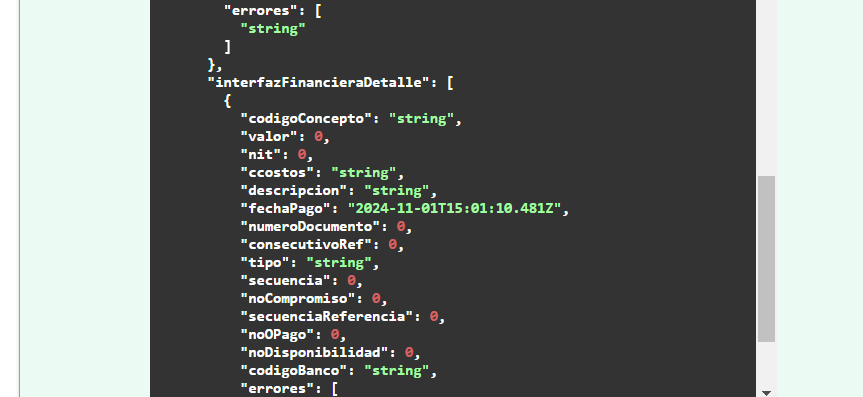 "errores": [
"string"
]
},
"interfazFinancieraDetalle": [
{
"codigoConcepto": "string",
"valor": 0,
"nit": 0,
"ccostos": "string",
"descripcion": "string",
"fechaPago": "2024-11-01T15:01:10.481Z",
"numeroDocumento": 0,
"consecutivoRef": 0,
"tipo": "string",
"secuencia": 0,
"noCompromiso": 0,
"secuenciaReferencia": 0,
"noOPago": 0,
"noDisponibilidad": 0,
"codigoBanco": "string",
"errores": [